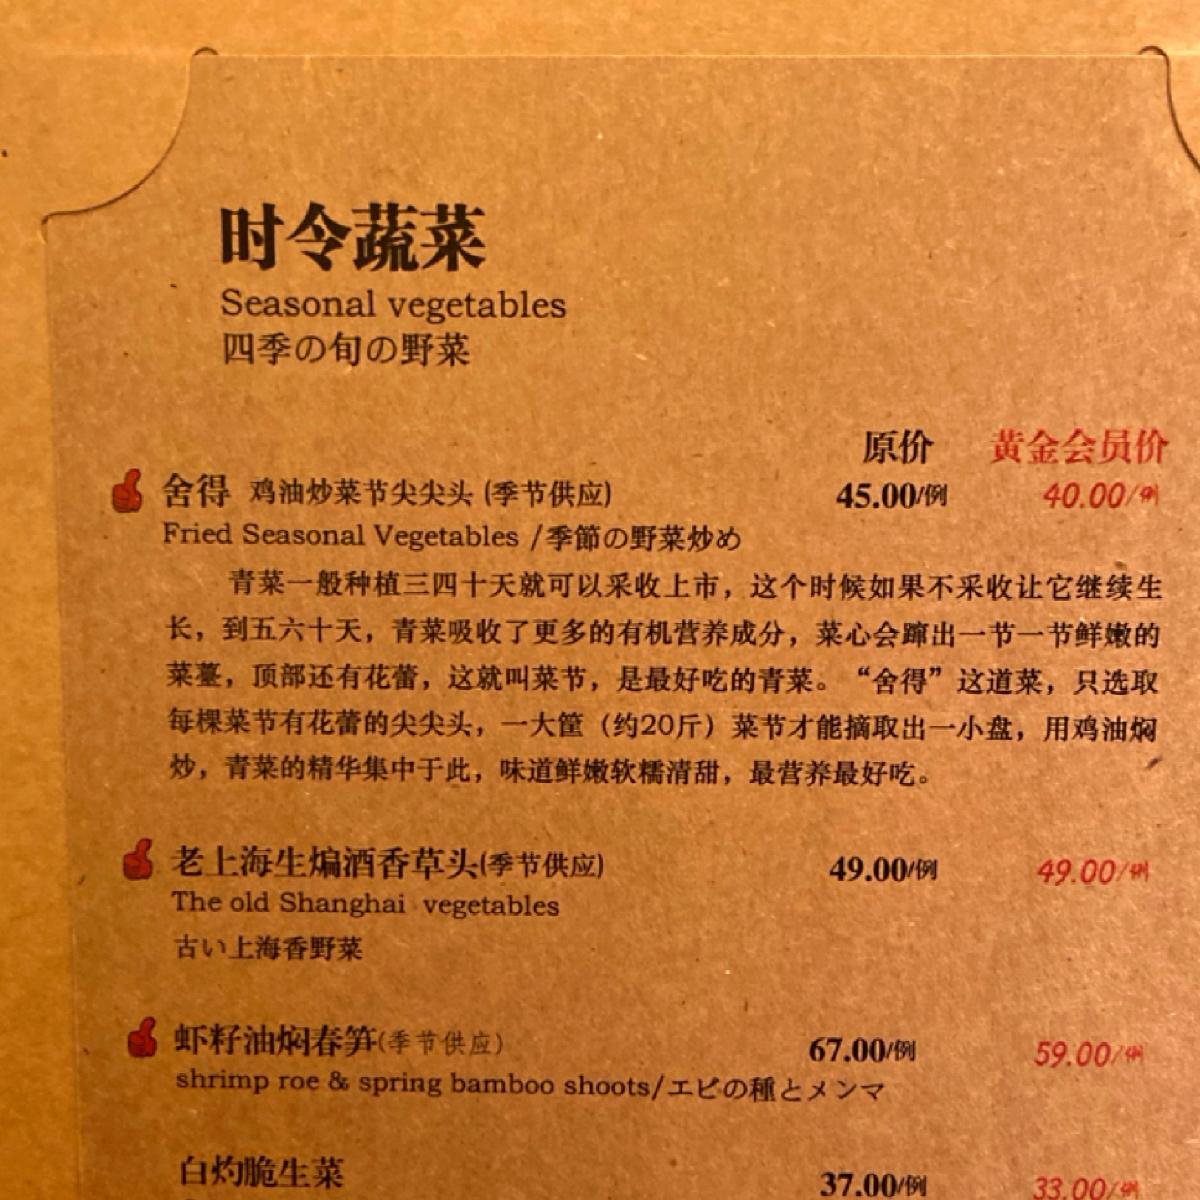 时令蔬菜
Seasonal vegetables
四季の旬の野菜
原价 黄金会员价
舍得 鸡油炒菜节尖尖头 (季节供应) 45.00/例 40.00/例
Fried Seasonal Vegetables /季節の野菜炒め
青菜一般种植三四十天就可以采收上市，这个时候如果不采收让它继续生
长，到五六十天，青菜吸收了更多的有机营养成分，菜心会蹿出一节一节鲜嫩的
菜薹，顶部还有花蕾，这就叫菜节，是最好吃的青菜。“舍得”这道菜，只选取
每棵菜节有花蕾的尖尖头，一大筐（约20斤）菜节才能摘取出一小盘，用鸡油焖
炒，青菜的精华集中于此，味道鲜嫩软糯清甜，最营养最好吃。
老上海生煸酒香草头(季节供应) 49.00/例 49.00/例
The old Shanghai vegetables
古い上海香野菜
虾籽油焖春笋(季节供应) 67.00/例 59.00/例
shrimp roe & spring bamboo shoots/エビの種とメンマ
白灼脆生菜 37.00/例 33.00/例